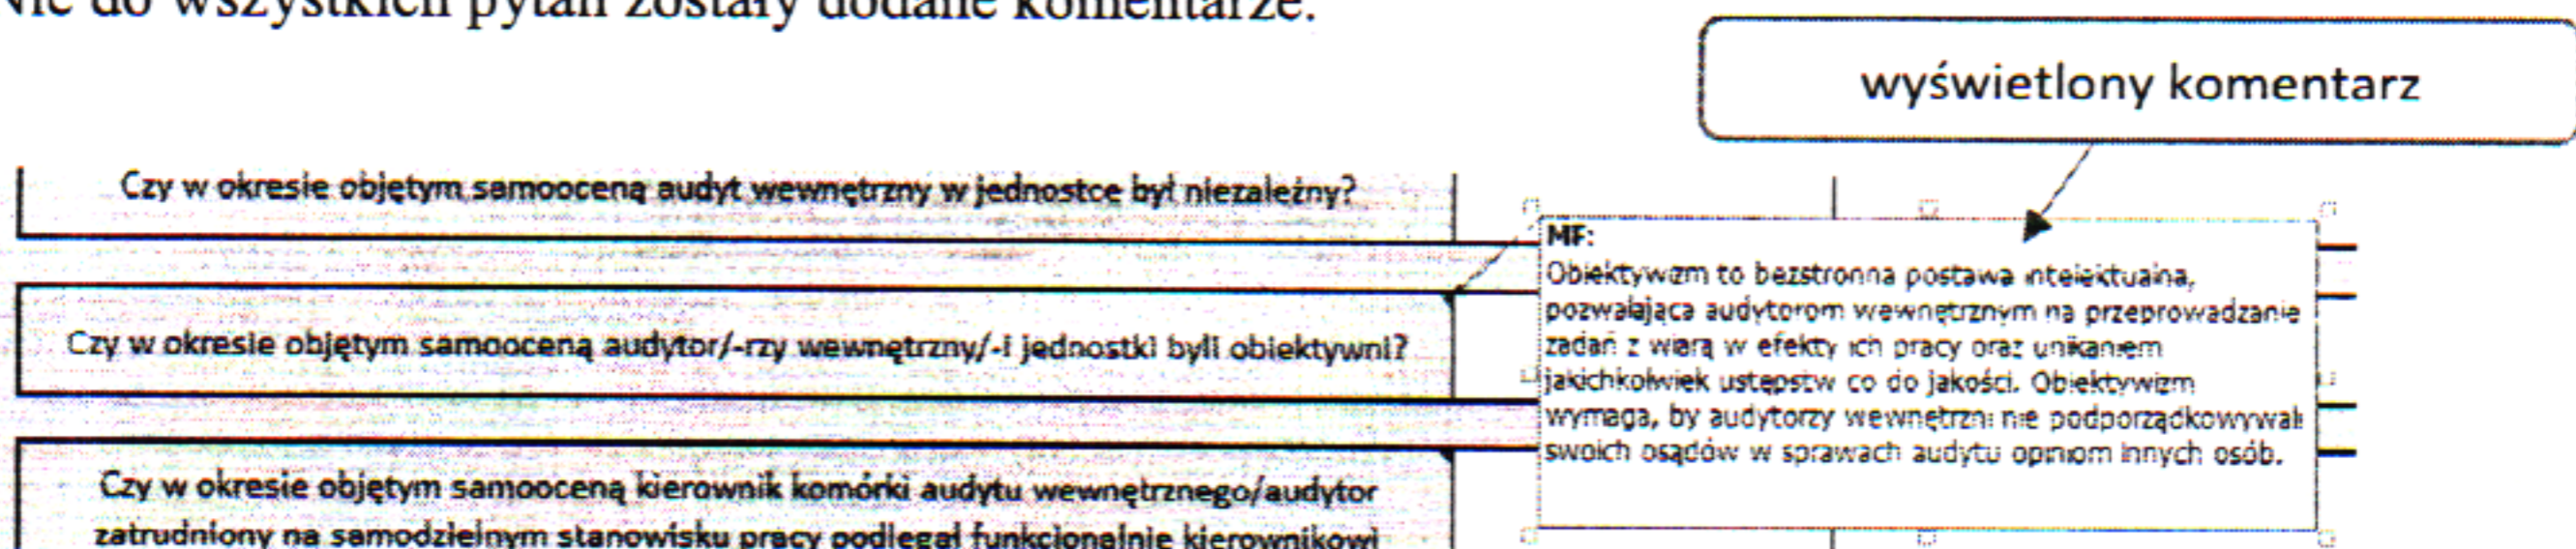 Nie do wszystkich pytań zostały dodane komentarze.
wyświetlony komentarz
Czy w okresie objętym samooceną audyt wewnętrzny w jednostce był niezależny?
MF:
Obiektywizm to bezstronna postawa intelektualna,
pozwalająca audytorom wewnętrznym na przeprowadzanie
zadań z wiarą w efekty ich pracy oraz unikaniem
jakichkolwiek ustępstw co do jakości. Obiektywizm
wymaga, by audytorzy wewnętrzni nie podporządkowywali
swoich osądów w sprawach audytu opiniom innych osób.
Czy w okresie objętym samooceną audytor/-rzy wewnętrzny/-i jednostki byli obiektywni?
Czy w okresie objętym samooceną kierownik komórki audytu wewnętrznego/audytor
zatrudniony na samodzielnym stanowisku pracy podlegał funkcjonalnie kierownikowi